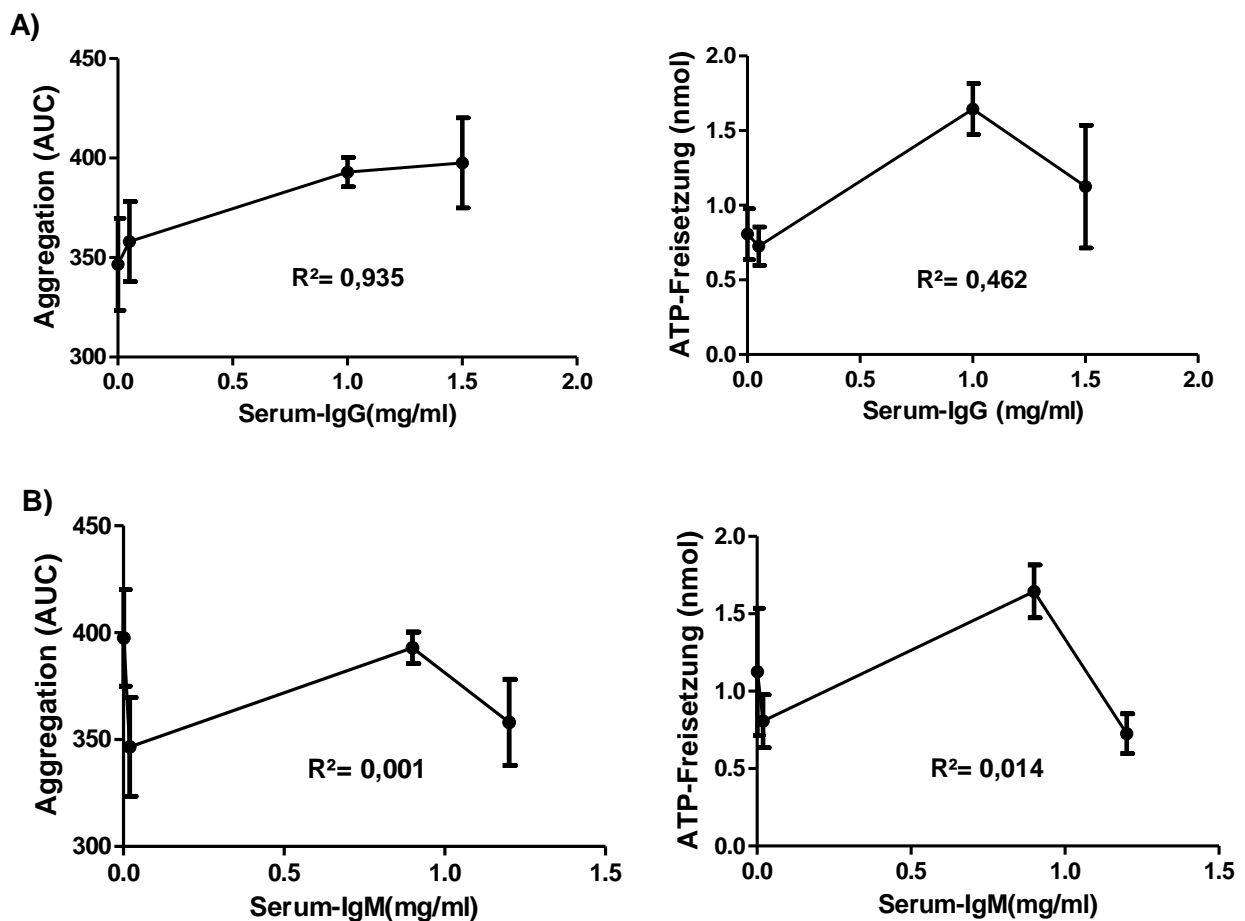 A)
Aggregation (AUC)
450
400
350
300
0.0 0.5 1.0 1.5 2.0
Serum-IgG(mg/ml)
R²= 0,935
ATP-Freisetzung (nmol)
2.0
1.5
1.0
0.5
0.0
0.0 0.5 1.0 1.5 2.0
Serum-IgG (mg/ml)
R²= 0,462
B)
Aggregation (AUC)
450
400
350
300
0.0 0.5 1.0 1.5
Serum-IgM(mg/ml)
R²= 0,001
ATP-Freisetzung (nmol)
2.0
1.5
1.0
0.5
0.0
0.0 0.5 1.0 1.5
Serum-IgM(mg/ml)
R²= 0,014